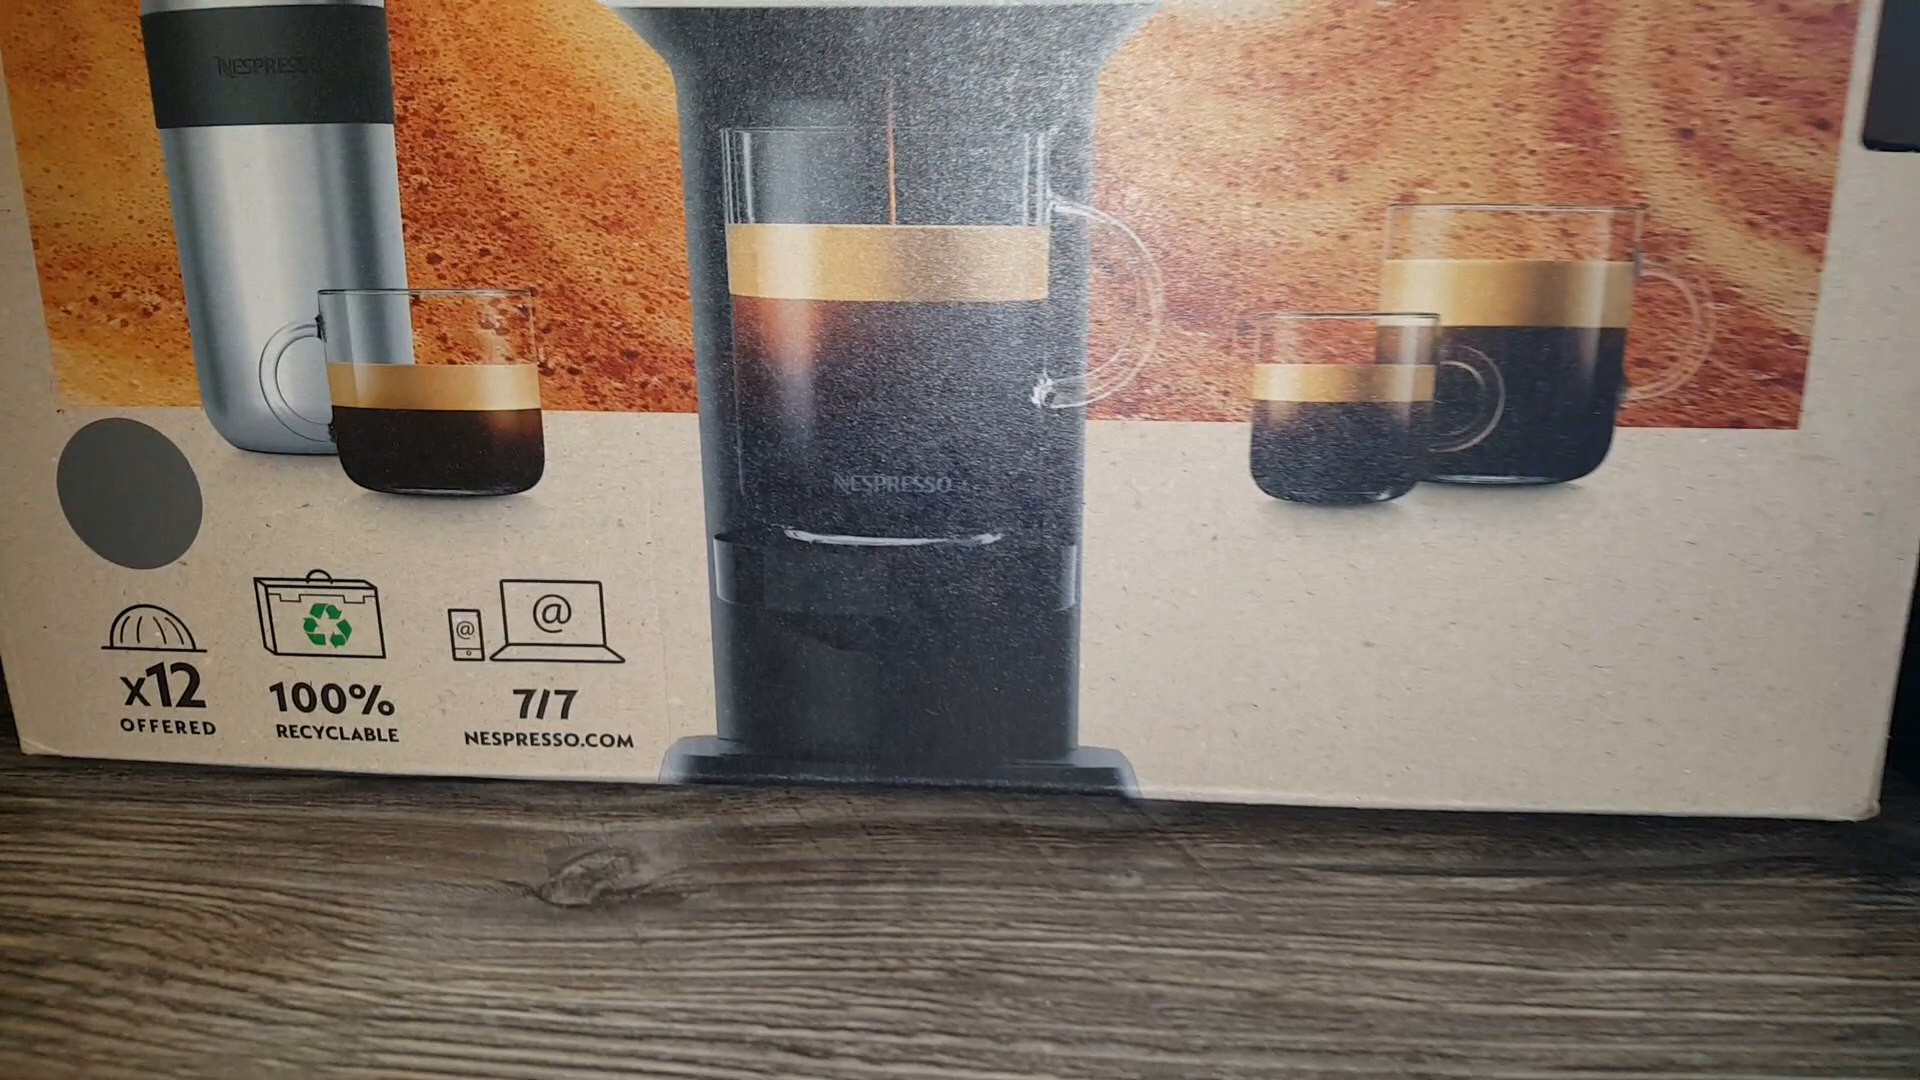 NESPRESSO
NESPRESSO
@
@
x12
OFFERED
100%
RECYCLABLE
7/7
NESPRESSO.COM